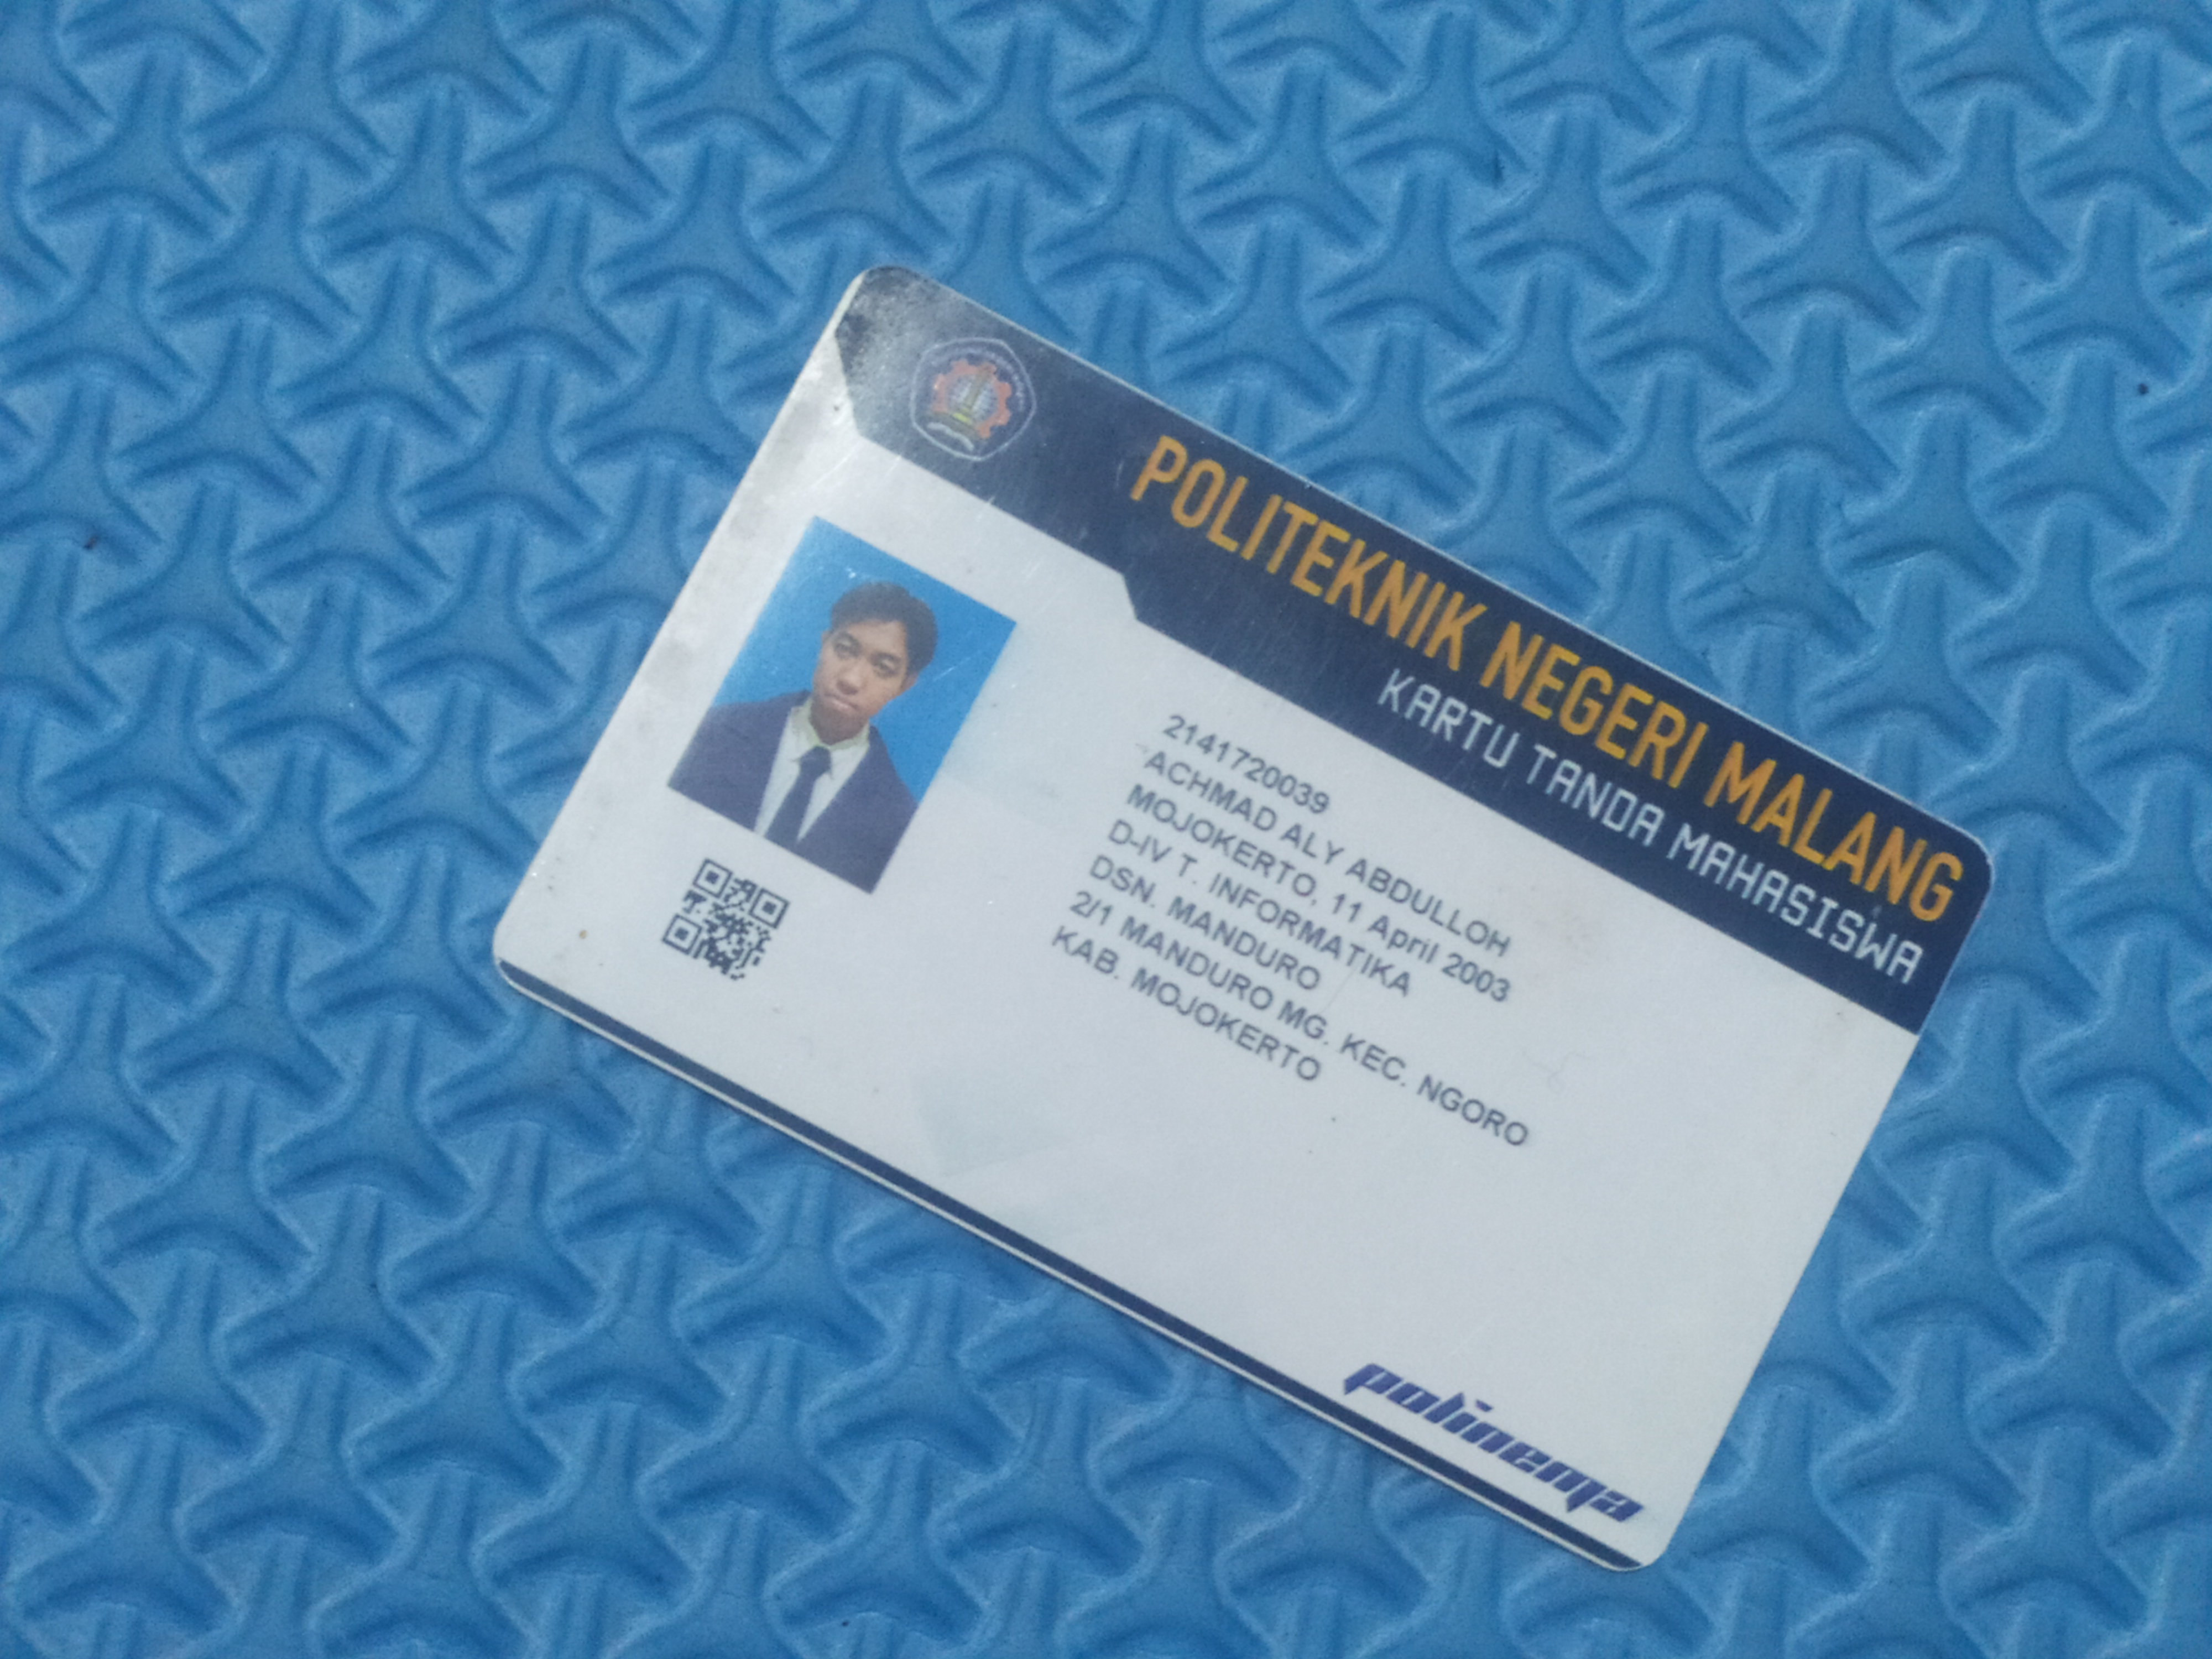 POLITEKNIK NEGERI MALANG
KARTU TANDA MAHASISWA
2141720039
ACHMAD ALY ABDULLOH
MOJOKERTO, 11 April 2003
D-IV T. INFORMATIKA
DSN. MANDURO
2/1 MANDURO MG. KEC. NGORO
KAB. MOJOKERTO
polinema